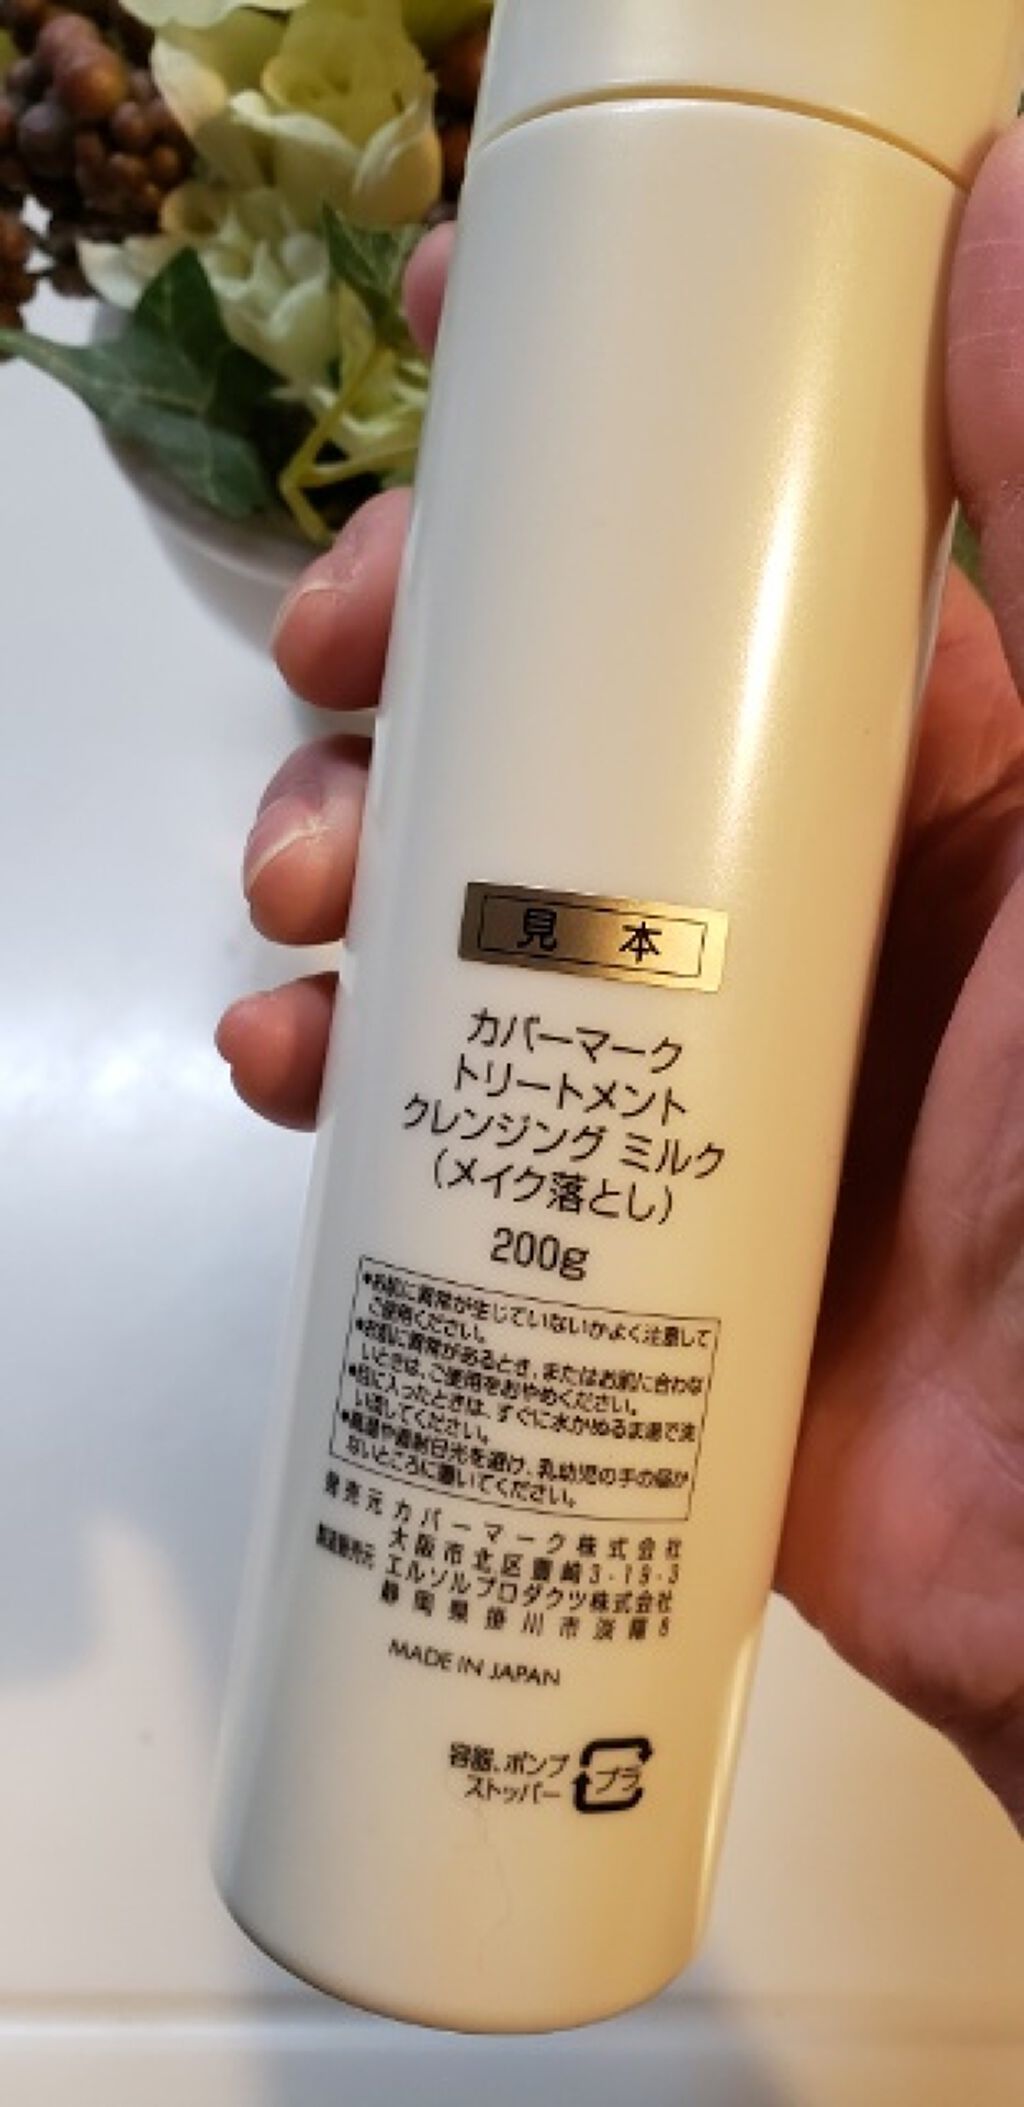 見本
カバーマーク
トリートメント
クレンジング ミルク
(メイク落とし)
200g
●お肌に異常が生じていないかよく注意して
ご使用ください。
●お肌に異常があるとき、またはお肌に合わな
いときは、ご使用をおやめください。
●目に入ったときは、すぐに水かぬるま湯で洗
い流してください。
●高温や直射日光を避け、乳幼児の手の届か
ないところに置いてください。
発売元 カバーマーク株式会社
大阪市北区豊崎3-19-3
製造販売元 エルソルプロダクツ株式会社
静岡県掛川市淡陽8
MADE IN JAPAN
容器、ポンプ
ストッパー
プラ